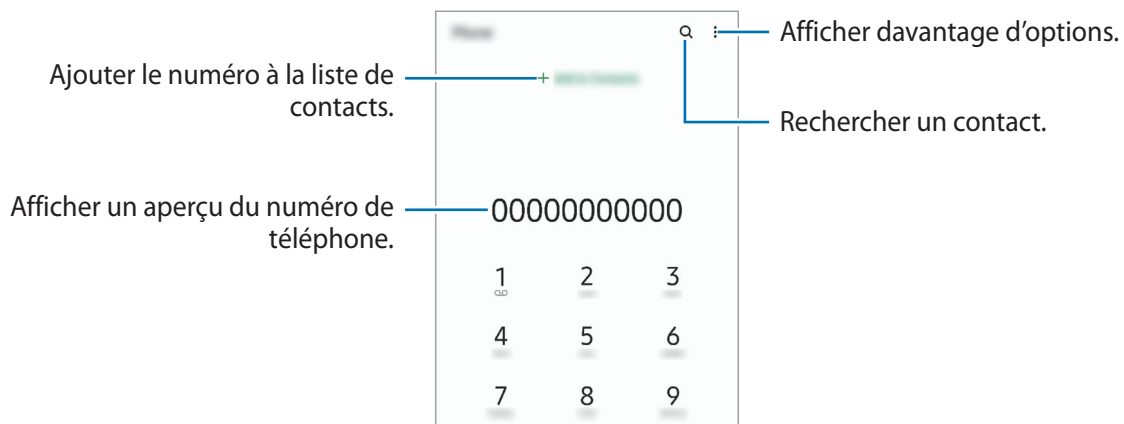 Afficher davantage d'options.
+
Ajouter le numéro à la liste de
contacts.
Rechercher un contact.
Afficher un aperçu du numéro de
téléphone.
00000000000
1 2 3
4 5 6
7 8 9